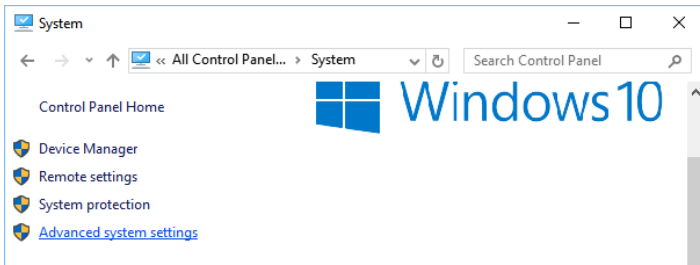 System
« All Control Panel... › System
Search Control Panel
Control Panel Home
Windows 10
Device Manager
Remote settings
System protection
Advanced system settings